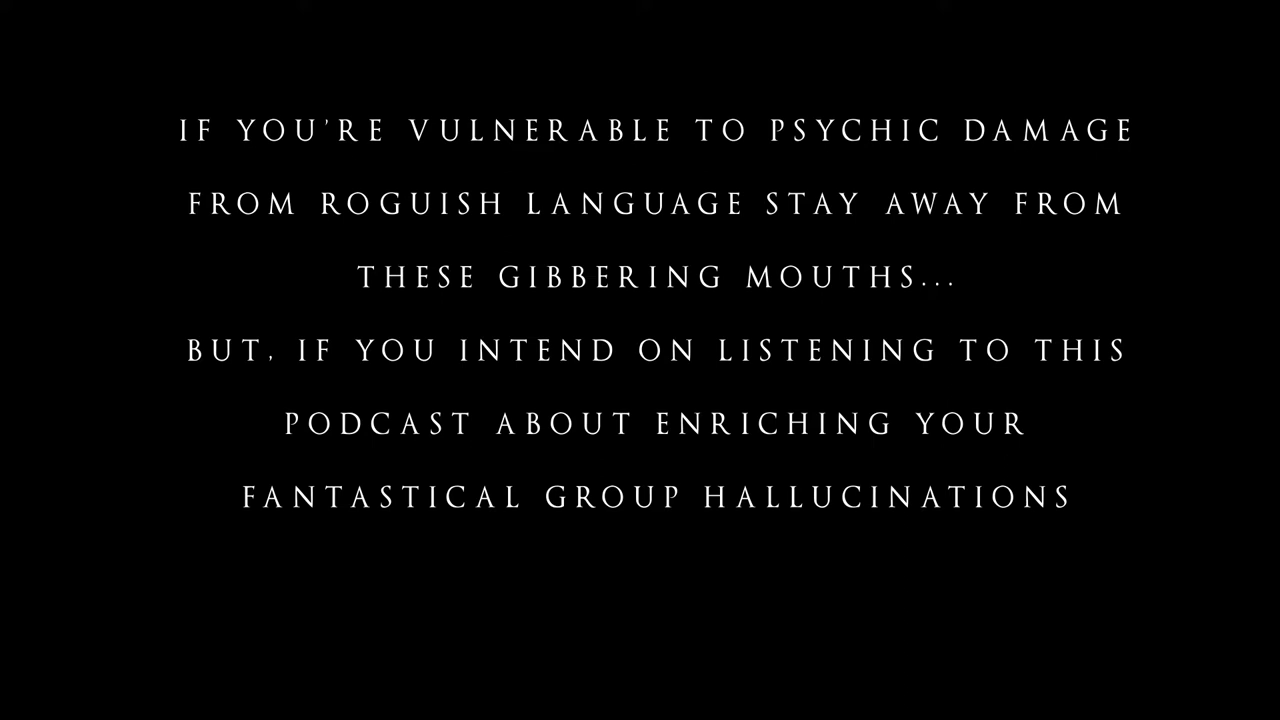 IF YOU'RE VULNERABLE TO PSYCHIC DAMAGE
FROM ROGUISH LANGUAGE STAY AWAY FROM
THESE GIBBERING MOUTHS...
BUT, IF YOU INTEND ON LISTENING TO THIS
PODCAST ABOUT ENRICHING YOUR
FANTASTICAL GROUP HALLUCINATIONS